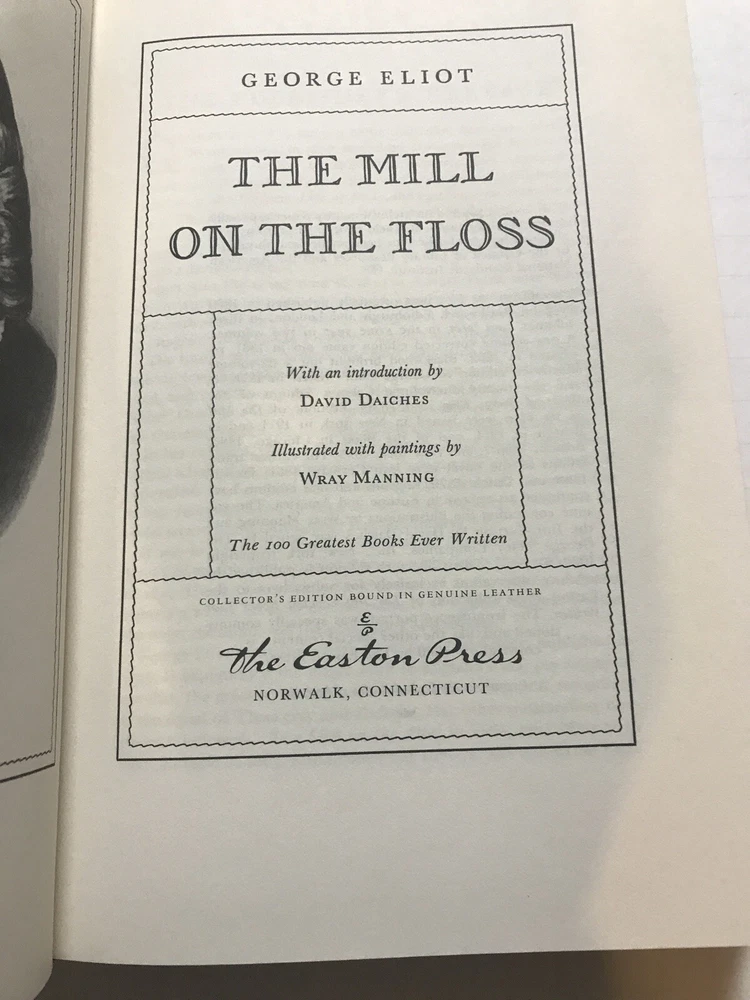 GEORGE ELIOT
THE MILL
ON THE FLOSS
With an introduction by
DAVID DAICHES
Illustrated with paintings by
WRAY MANNING
The 100 Greatest Books Ever Written
COLLECTOR'S EDITION BOUND IN GENUINE LEATHER
E
P
The Easton Press
NORWALK, CONNECTICUT